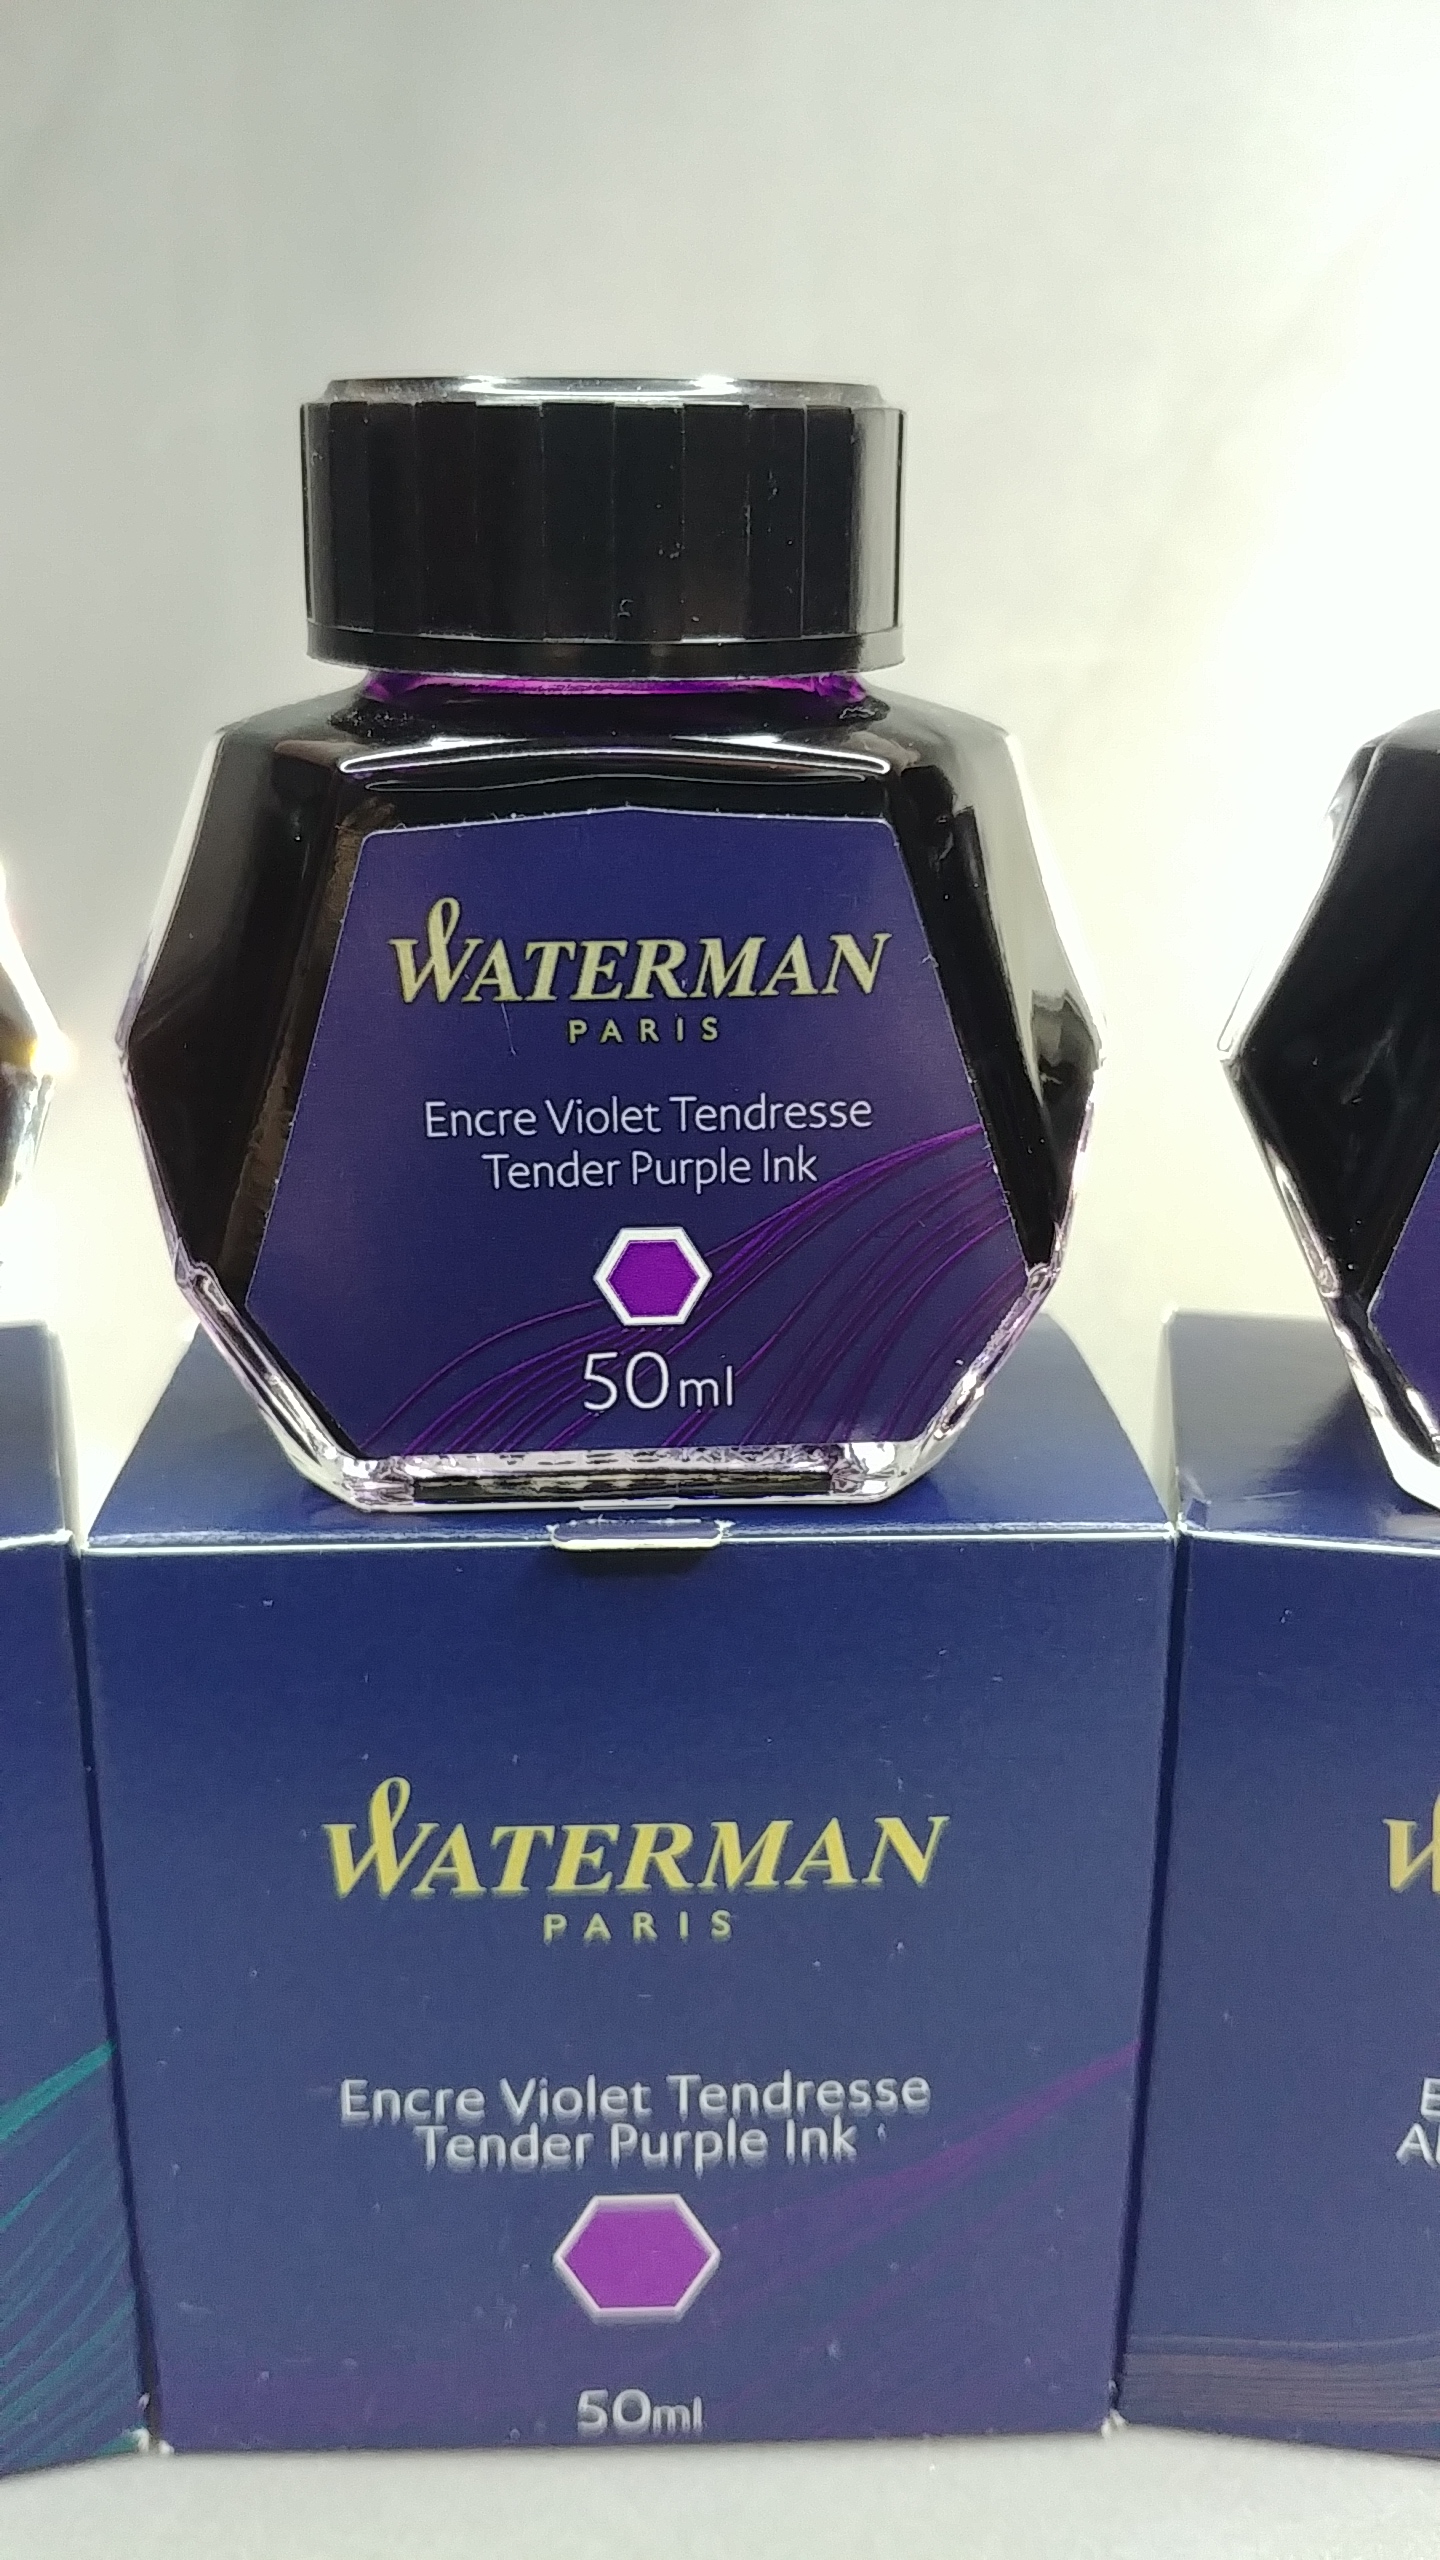 WATERMAN
PARIS
Encre Violet Tendresse
Tender Purple Ink
50ml
WATERMAN
PARIS
Encre Violet Tendresse
Tender Purple Ink
50ml